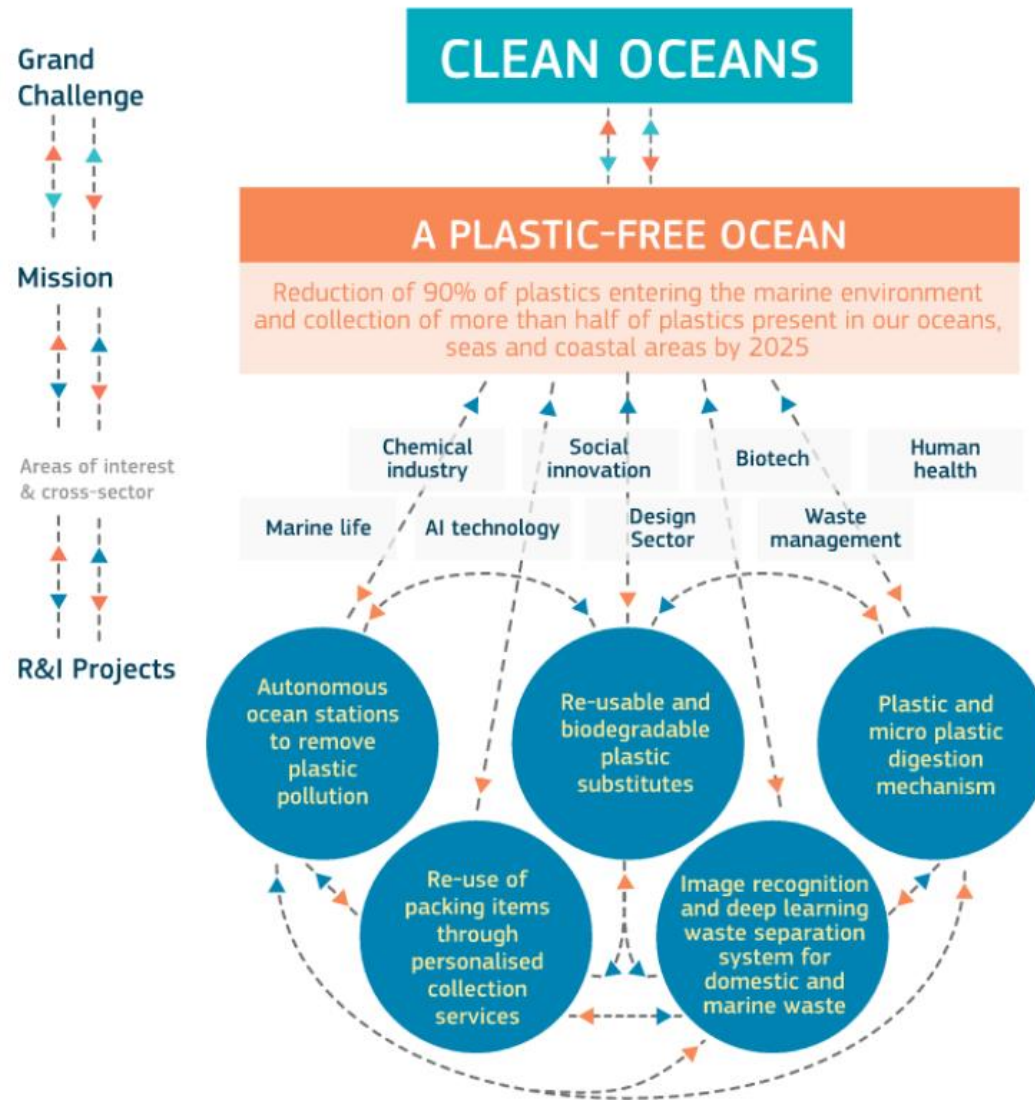 Grand
Challenge
Mission
Areas of interest
& cross-sector
R&I Projects
CLEAN OCEANS
A PLASTIC-FREE OCEAN
Reduction of 90% of plastics entering the marine environment
and collection of more than half of plastics present in our oceans,
seas and coastal areas by 2025
Chemical
industry
Social
innovation
Biotech
Human
health
Marine life
AI technology
Design
Sector
Waste
management
Autonomous
ocean stations
to remove
plastic
pollution
Re-usable and
biodegradable
plastic
substitutes
Plastic and
micro plastic
digestion
mechanism
Re-use of
packing items
through
personalised
collection
services
Image recognition
and deep learning
waste separation
system for
domestic and
marine waste